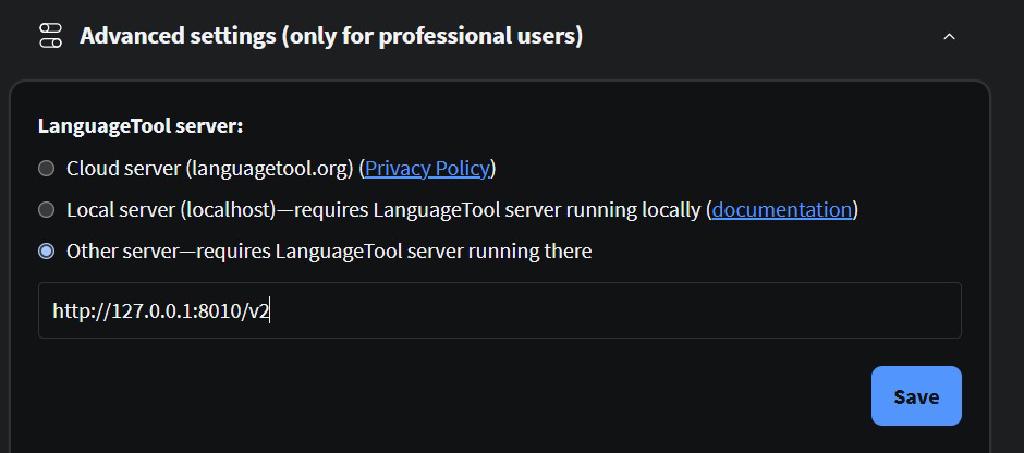 Advanced settings (only for professional users)
LanguageTool server:
Cloud server (languagetool.org) (Privacy Policy)
Local server (localhost)—requires LanguageTool server running locally (documentation)
Other server—requires LanguageTool server running there
http://127.0.0.1:8010/v2
Save